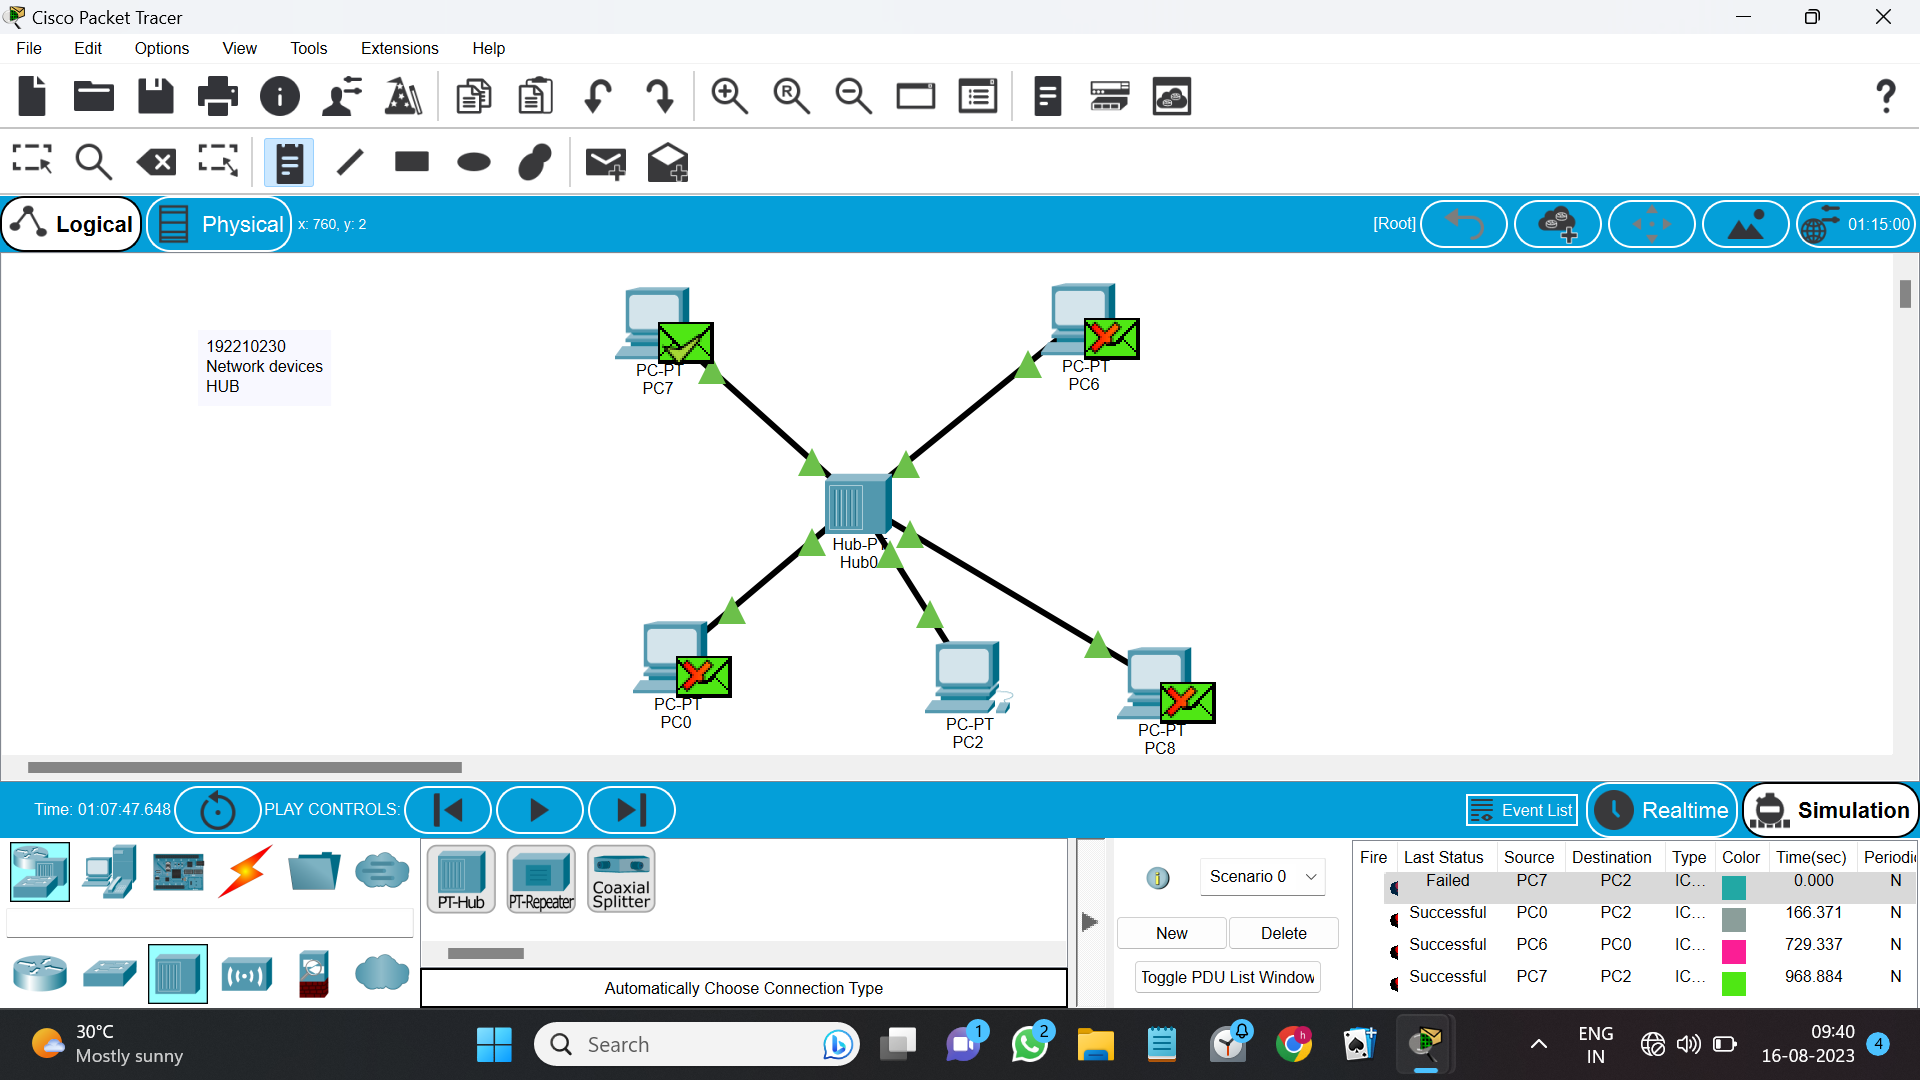 Cisco Packet Tracer
File Edit Options View Tools Extensions Help
Logical Physical x: 760, y: 2 [Root] 01:15:00
192210230
Network devices
HUB
PC-PT
PC7
PC-PT
PC6
Hub-PT
Hub0
PC-PT
PC0
PC-PT
PC2
PC-PT
PC8
Time: 01:07:47.648 PLAY CONTROLS: Event List Realtime Simulation
PT-Hub
PT-Repeater
Coaxial
Splitter
Automatically Choose Connection Type
Scenario 0
New Delete
Toggle PDU List Window
Fire Last Status Source Destination Type Color Time(sec) Periodi
Failed PC7 PC2 IC... 0.000 N
Successful PC0 PC2 IC... 166.371 N
Successful PC6 PC0 IC... 729.337 N
Successful PC7 PC2 IC... 968.884 N
30°C
Mostly sunny
Search
1
2
h
ENG
IN
09:40
16-08-2023
4